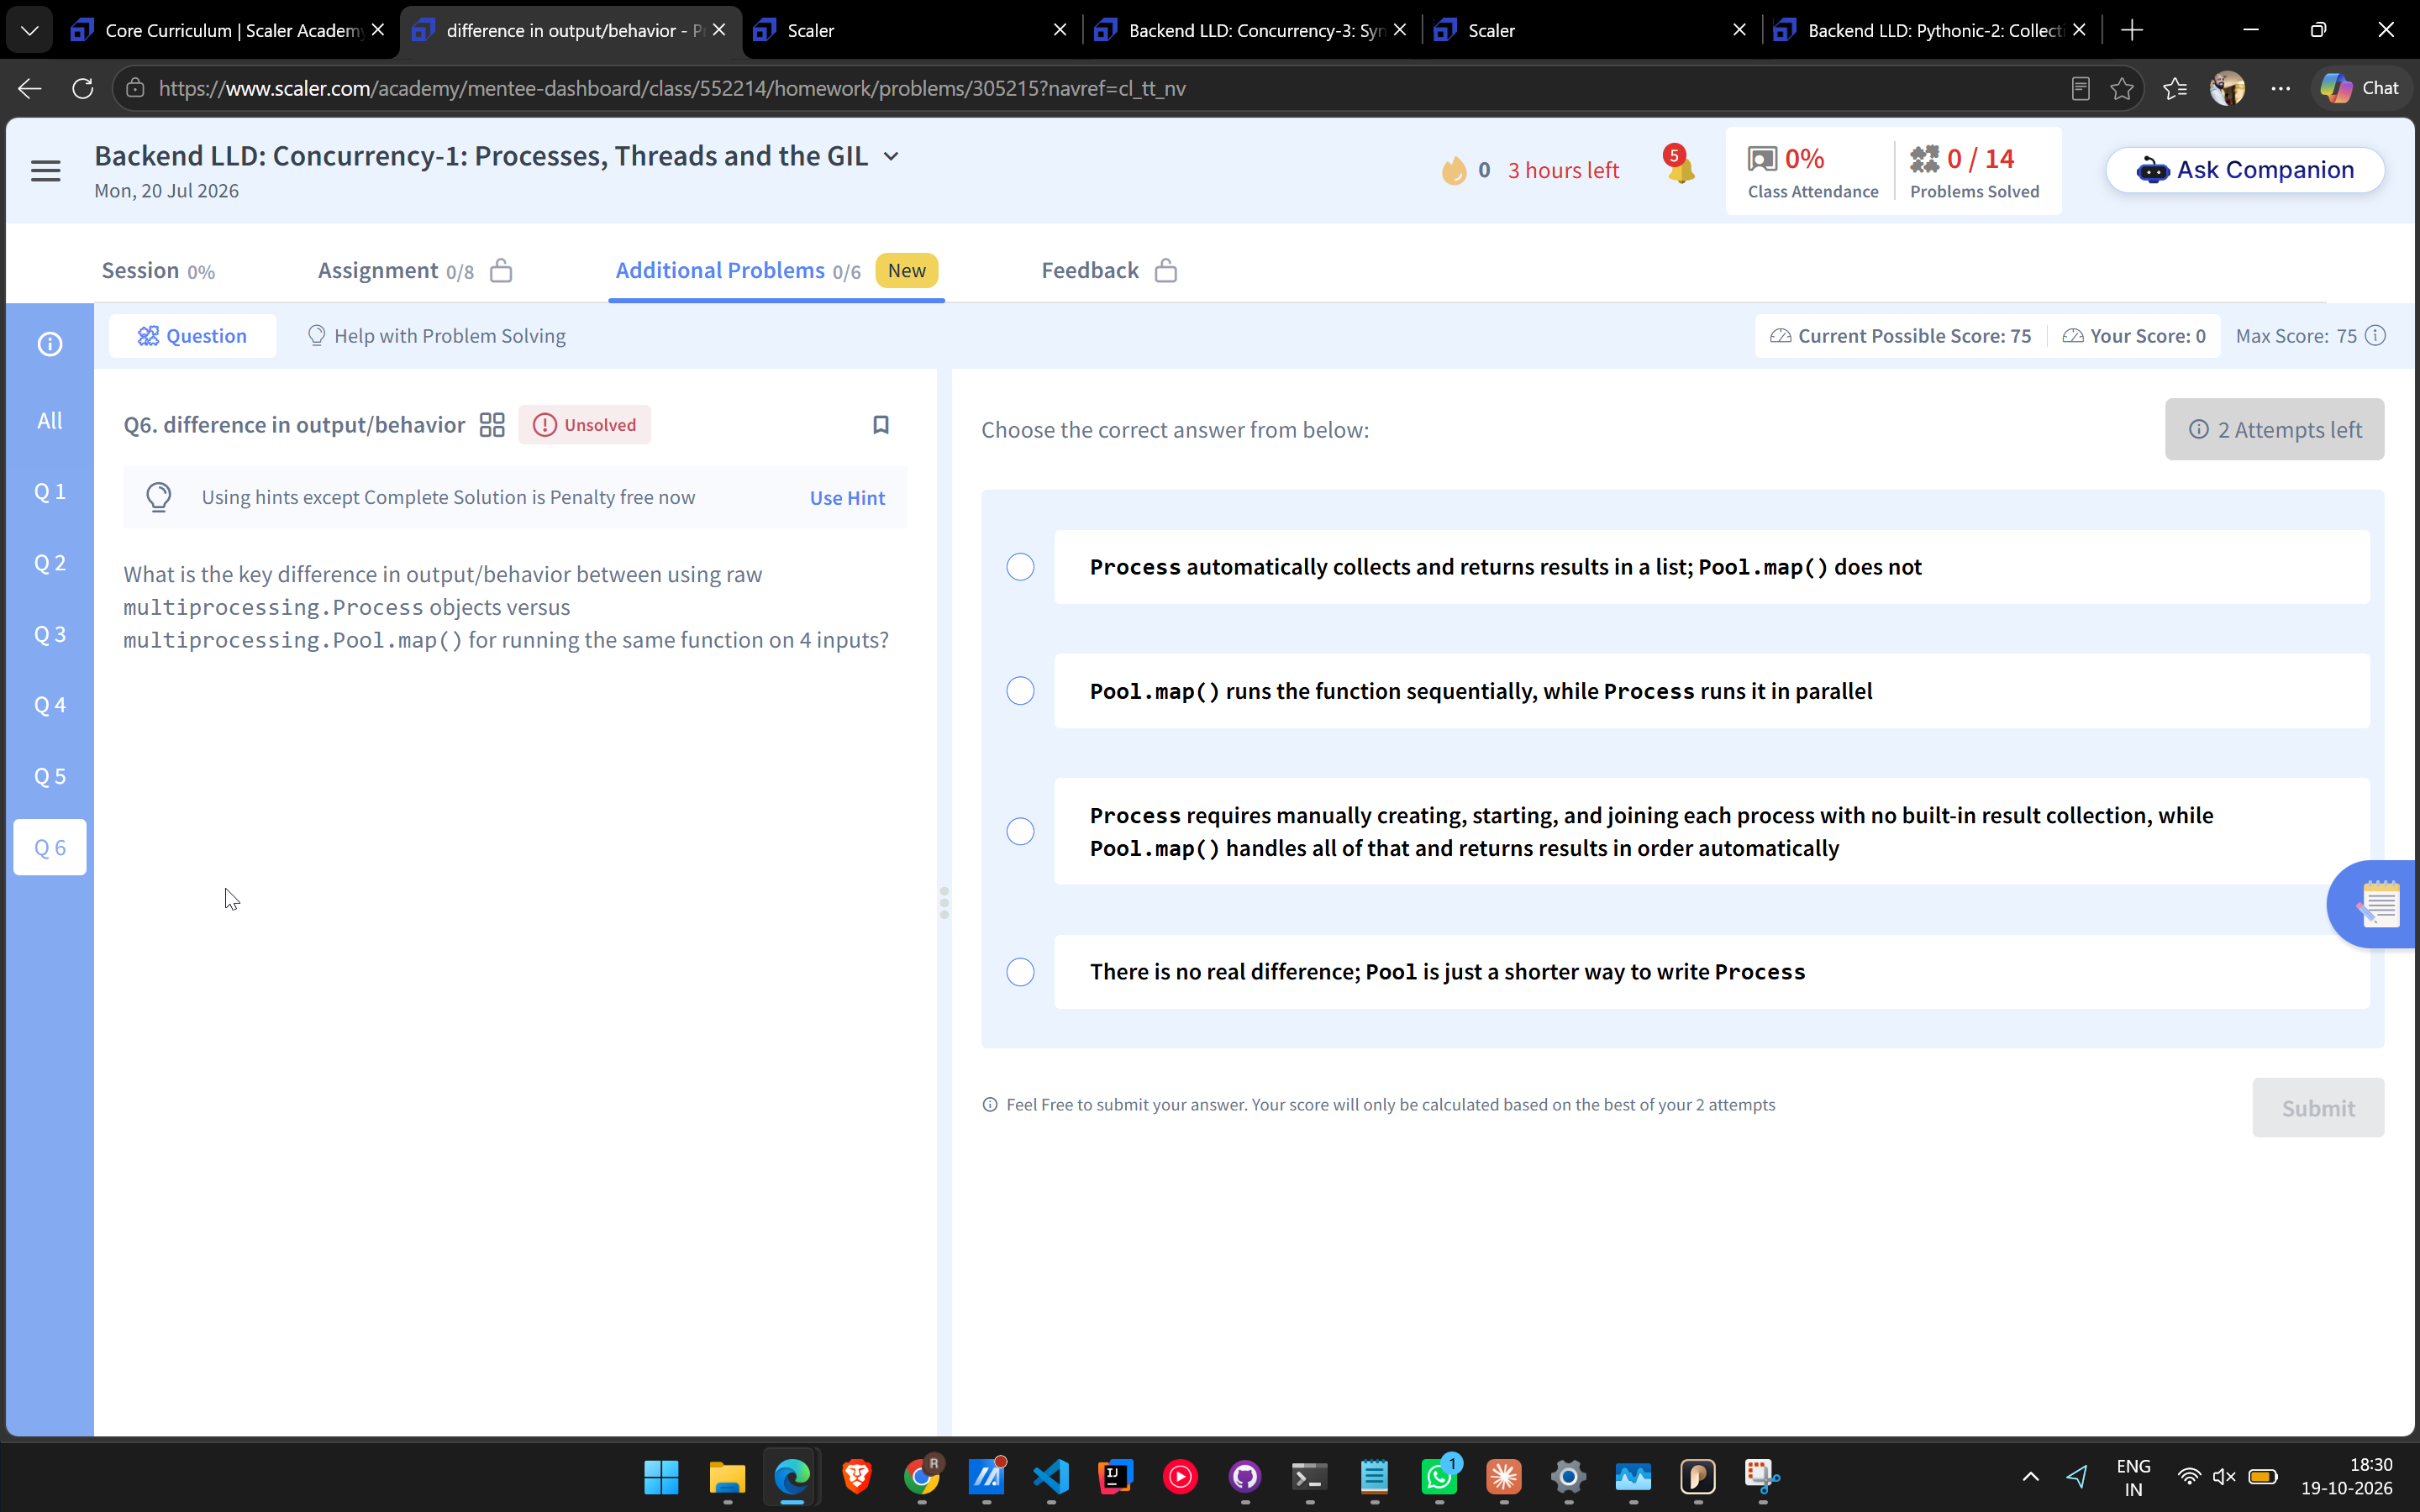 Core Curriculum | Scaler Academy
difference in output/behavior - P
Scaler
Backend LLD: Concurrency-3: Syn
Scaler
Backend LLD: Pythonic-2: Collecti
https://www.scaler.com/academy/mentee-dashboard/class/552214/homework/problems/305215?navref=cl_tt_nv
Chat
Backend LLD: Concurrency-1: Processes, Threads and the GIL
Mon, 20 Jul 2026
0 3 hours left
5
0%
Class Attendance
0 / 14
Problems Solved
Ask Companion
Session 0%
Assignment 0/8
Additional Problems 0/6 New
Feedback
Question
Help with Problem Solving
Current Possible Score: 75
Your Score: 0
Max Score: 75
All
Q 1
Q 2
Q 3
Q 4
Q 5
Q 6
Q6. difference in output/behavior
Unsolved
Using hints except Complete Solution is Penalty free now
Use Hint
What is the key difference in output/behavior between using raw
multiprocessing.Process objects versus
multiprocessing.Pool.map() for running the same function on 4 inputs?
Choose the correct answer from below:
2 Attempts left
Process automatically collects and returns results in a list; Pool.map() does not
Pool.map() runs the function sequentially, while Process runs it in parallel
Process requires manually creating, starting, and joining each process with no built-in result collection, while
Pool.map() handles all of that and returns results in order automatically
There is no real difference; Pool is just a shorter way to write Process
Feel Free to submit your answer. Your score will only be calculated based on the best of your 2 attempts
Submit
R
IJ
1
ENG
IN
18:30
19-10-2026